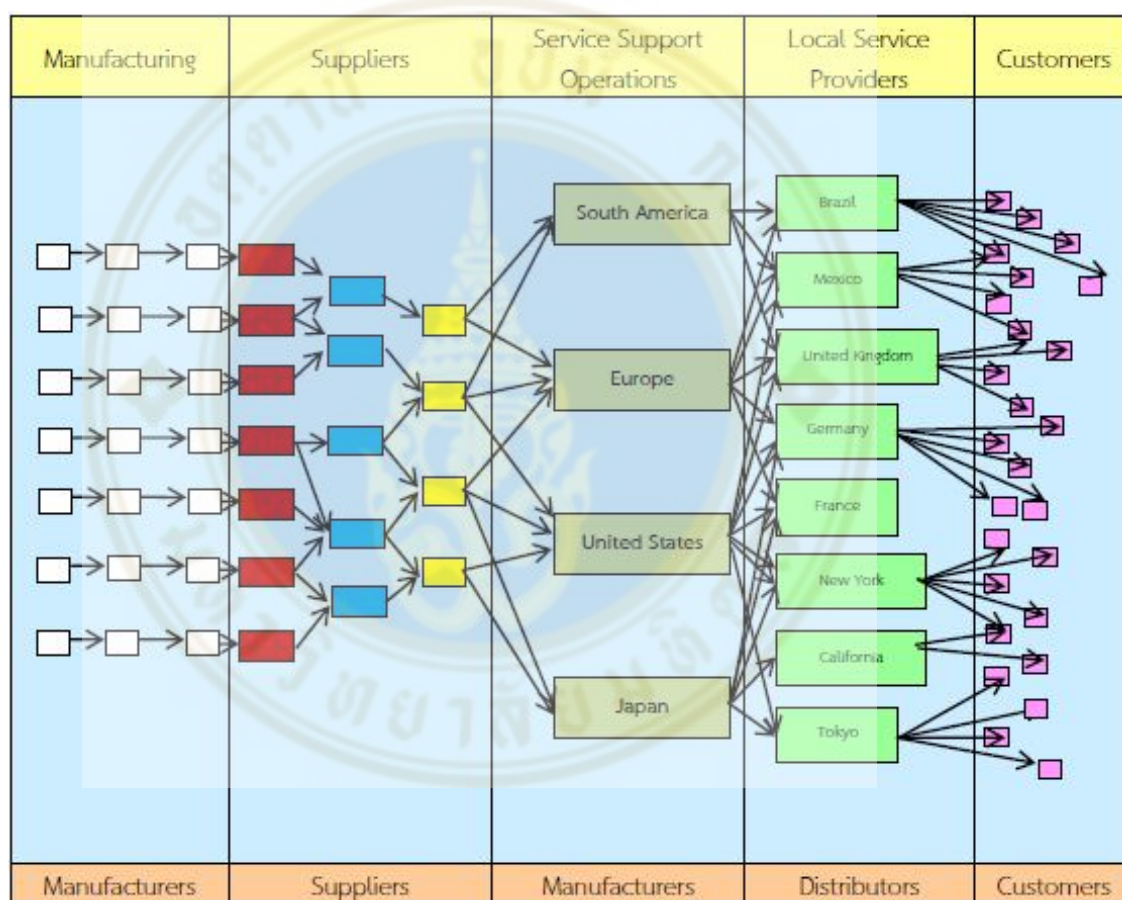 Manufacturing
Suppliers
Service Support
Operations
Local Service
Providers
Customers
South America
Europe
United States
Japan
Brazil
Mexico
United Kingdom
Germany
France
New York
California
Tokyo
Manufacturers
Suppliers
Manufacturers
Distributors
Customers